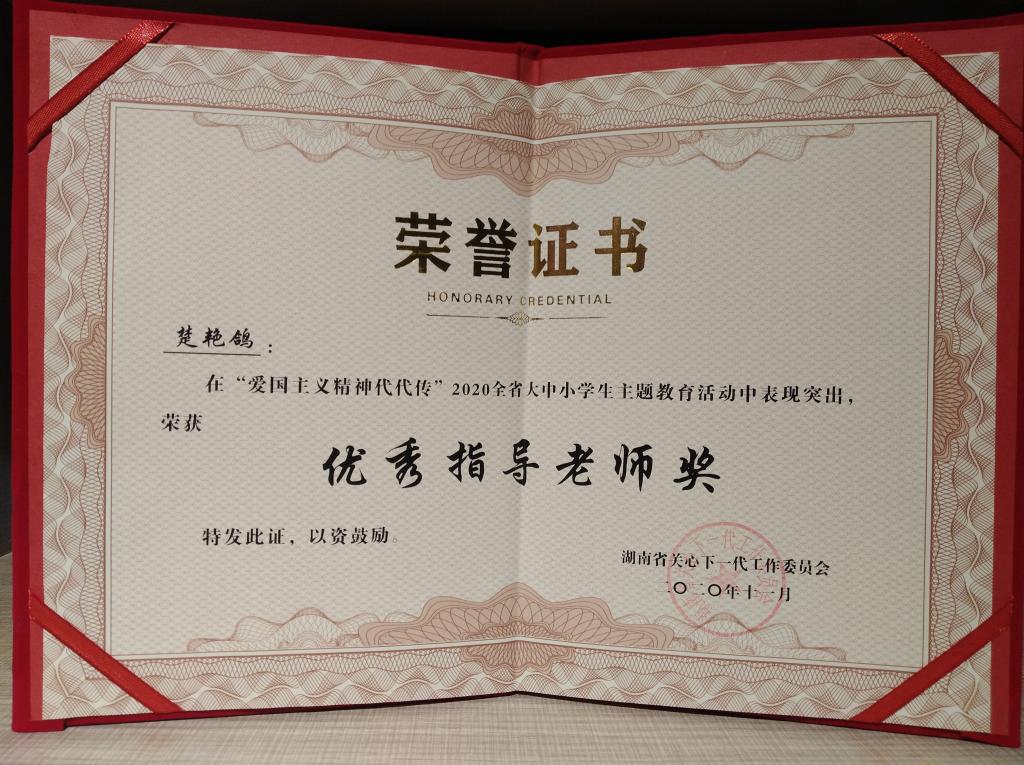 荣誉证书
HONORARY CREDENTIAL
楚艳鸽：
在“爱国主义精神代代传”2020全省大中小学生主题教育活动中表现突出，
荣获
优秀指导老师奖
特发此证，以资鼓励。
湖南省关心下一代工作委员会
二〇二〇年十一月